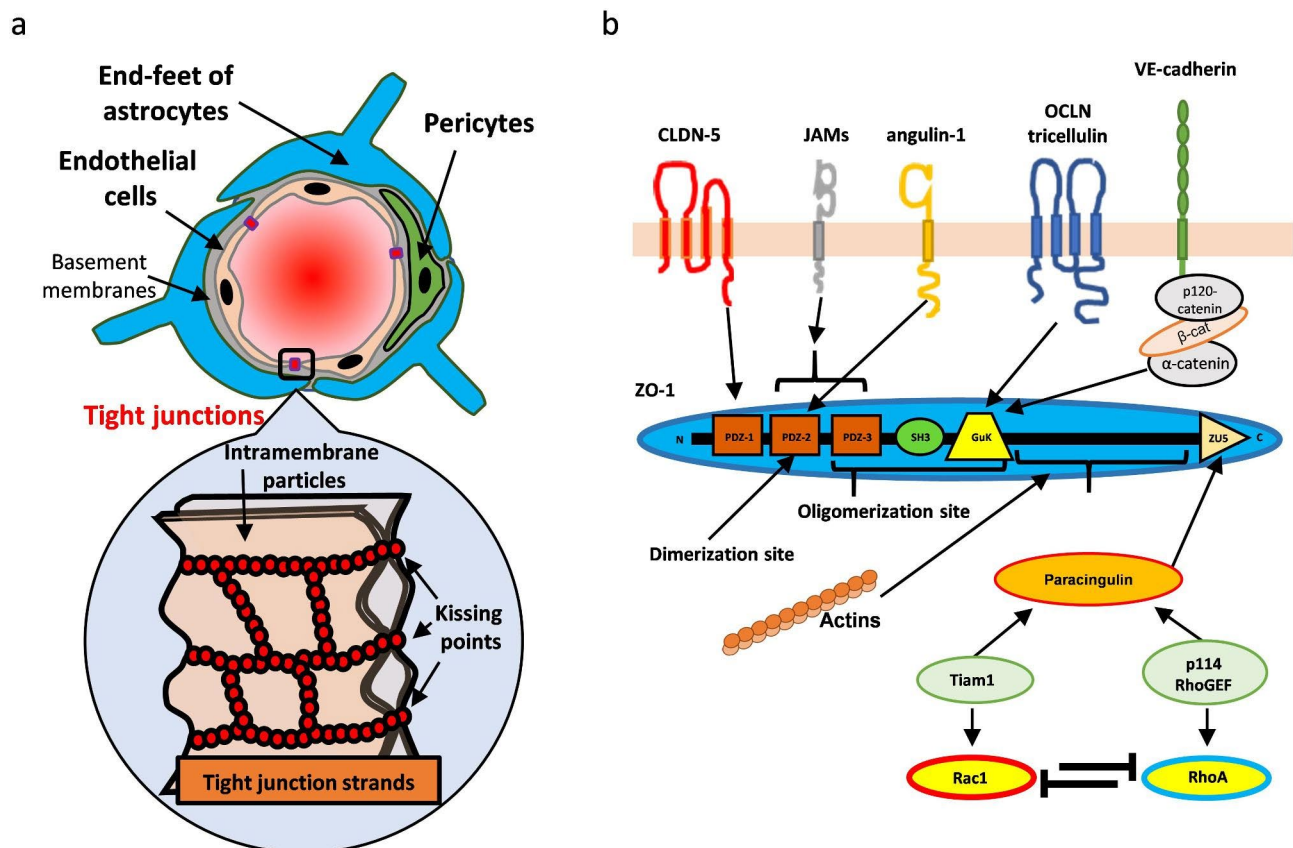 a
End-feet of
astrocytes
Pericytes
Endothelial
cells
Basement
membranes
Tight junctions
Intramembrane
particles
Kissing
points
Tight junction strands
b
VE-cadherin
CLDN-5
JAMs
angulin-1
OCLN
tricellulin
p120-
catenin
β-cat
α-catenin
ZO-1
N
PDZ-1
PDZ-2
PDZ-3
SH3
GuK
ZU5
C
Oligomerization site
Dimerization site
Actins
Paracingulin
Tiam1
p114
RhoGEF
Rac1
RhoA